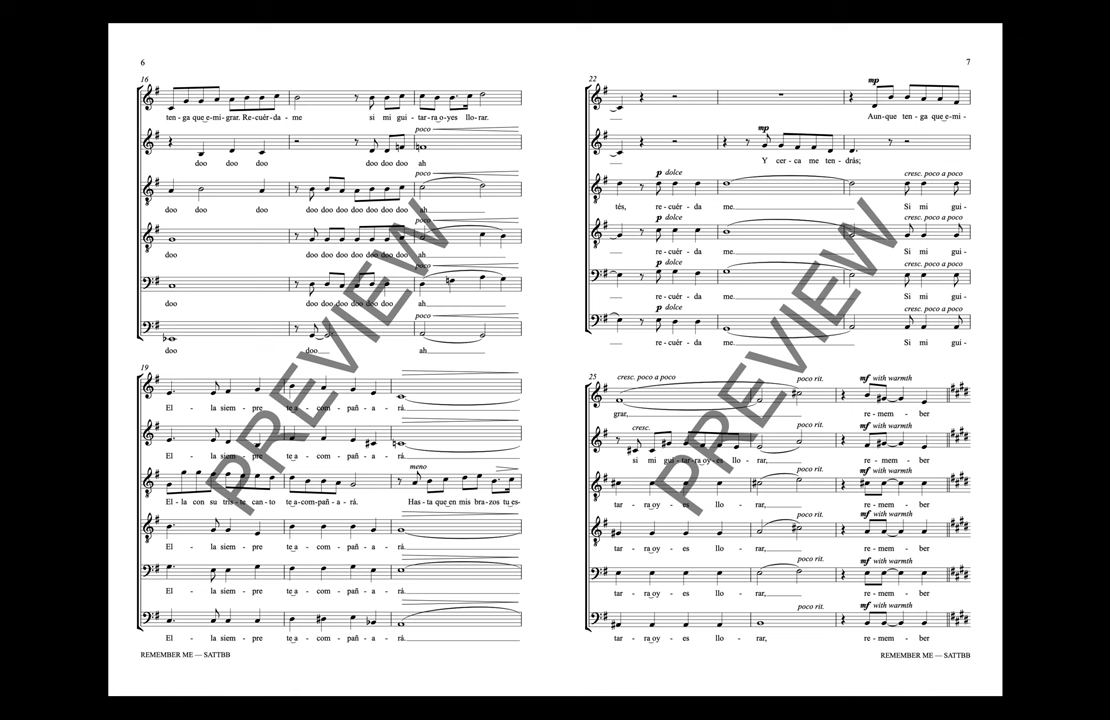 6
16
ten-ga que e-mi-grar. Re-cuér-da-me si mi gui-tar-ra o-yes llo-rar.
poco
doo doo doo doo doo doo ah
poco
doo doo doo doo doo doo doo doo doo doo ah
poco
doo doo doo doo doo doo doo doo ah
poco
doo doo doo doo doo doo doo ah
poco
doo doo ah
19
El-la siem-pre te a-com-pañ-a-rá.
El-la siem-pre te a-com-pañ-a-rá.
meno
El-la con su tris-te can-to te a-com-pañ-a-rá. Has-ta que en mis bra-zos tu es-
El-la siem-pre te a-com-pañ-a-rá.
El-la siem-pre te a-com-pañ-a-rá.
El-la siem-pre te a-com-pañ-a-rá.
REMEMBER ME — SATTBB
PREVIEW
7
22
mp
Aun-que ten-ga que e-mi-
mp
Y cer-ca me ten-drás;
p dolce cresc. poco a poco
tés, re-cuér-da me. Si mi gui-
p dolce cresc. poco a poco
re-cuér-da me. Si mi gui-
p dolce cresc. poco a poco
re-cuér-da me. Si mi gui-
p dolce cresc. poco a poco
re-cuér-da me. Si mi gui-
25
cresc. poco a poco poco rit. mf with warmth
grar, re-mem-ber
cresc. poco rit. mf with warmth
si mi gui-tar-ra oy-es llo-rar, re-mem-ber
poco rit. mf with warmth
tar-ra oy-es llo-rar, re-mem-ber
poco rit. mf with warmth
tar-ra oy-es llo-rar, re-mem-ber
poco rit. mf with warmth
tar-ra oy-es llo-rar, re-mem-ber
poco rit. mf with warmth
tar-ra oy-es llo-rar, re-mem-ber
REMEMBER ME — SATTBB
PREVIEW